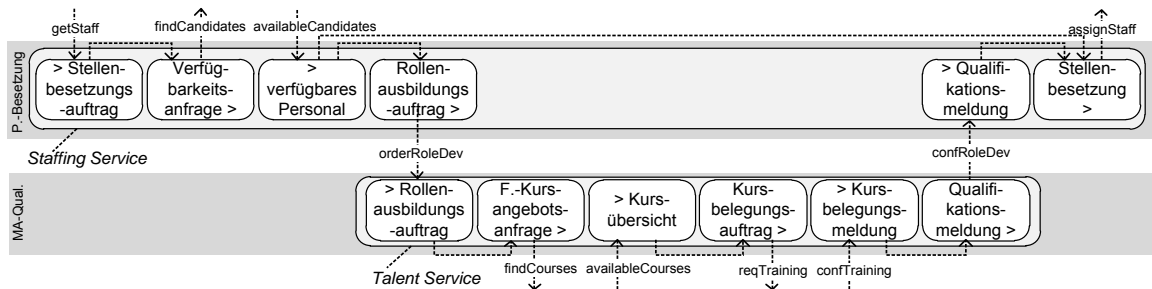 getStaff
findCandidates
availableCandidates
assignStaff
P.-Besetzung
> Stellen-
besetzungs
-auftrag
Verfüg-
barkeits-
anfrage >
>
verfügbares
Personal
Rollen-
ausbildungs
-auftrag >
> Qualifi-
kations-
meldung
Stellen-
besetzung
>
Staffing Service
orderRoleDev
confRoleDev
MA-Qual.
> Rollen-
ausbildungs
-auftrag
F.-Kurs-
angebots-
anfrage >
> Kurs-
übersicht
Kurs-
belegungs-
auftrag >
> Kurs-
belegungs-
meldung
Qualifi-
kations-
meldung >
Talent Service
findCourses
availableCourses
reqTraining
confTraining